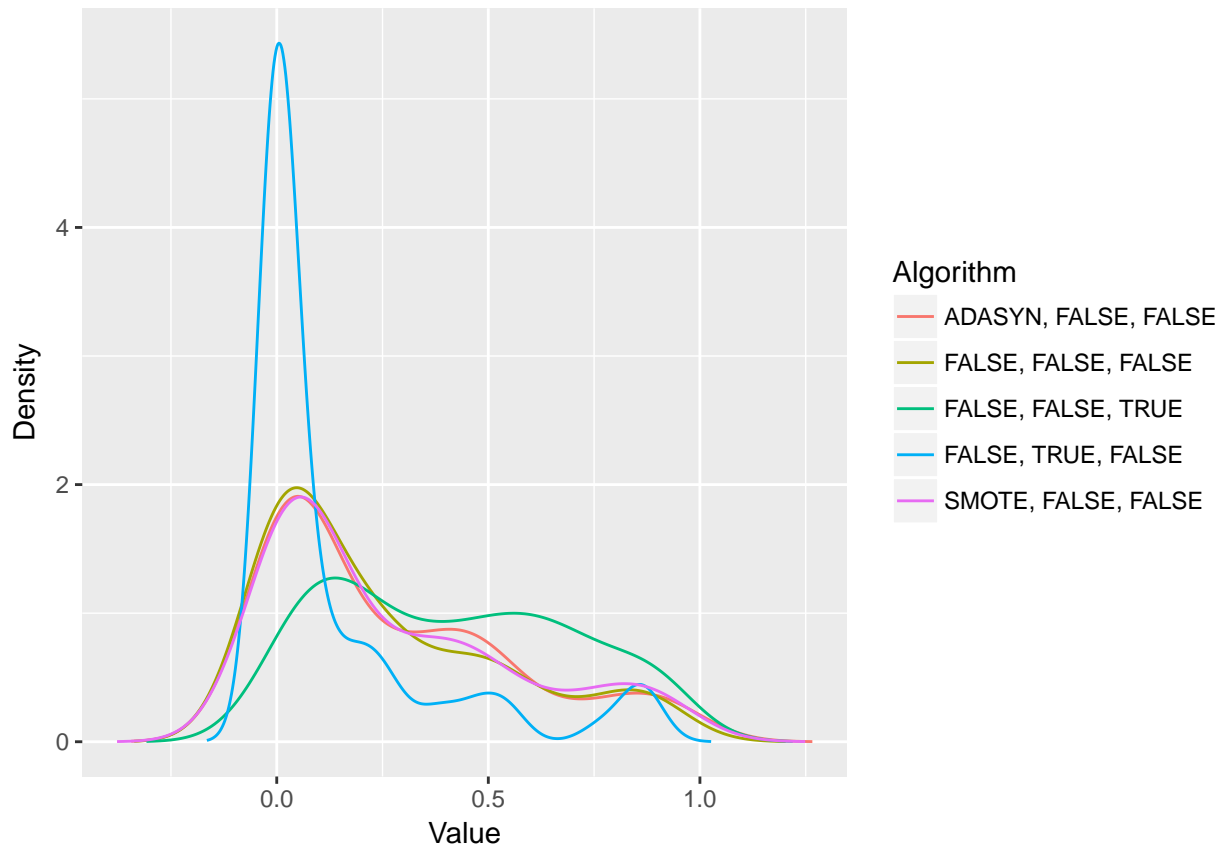 4
2
0
0.0
0.5
1.0
Value
Density
Algorithm
ADASYN, FALSE, FALSE
FALSE, FALSE, FALSE
FALSE, FALSE, TRUE
FALSE, TRUE, FALSE
SMOTE, FALSE, FALSE